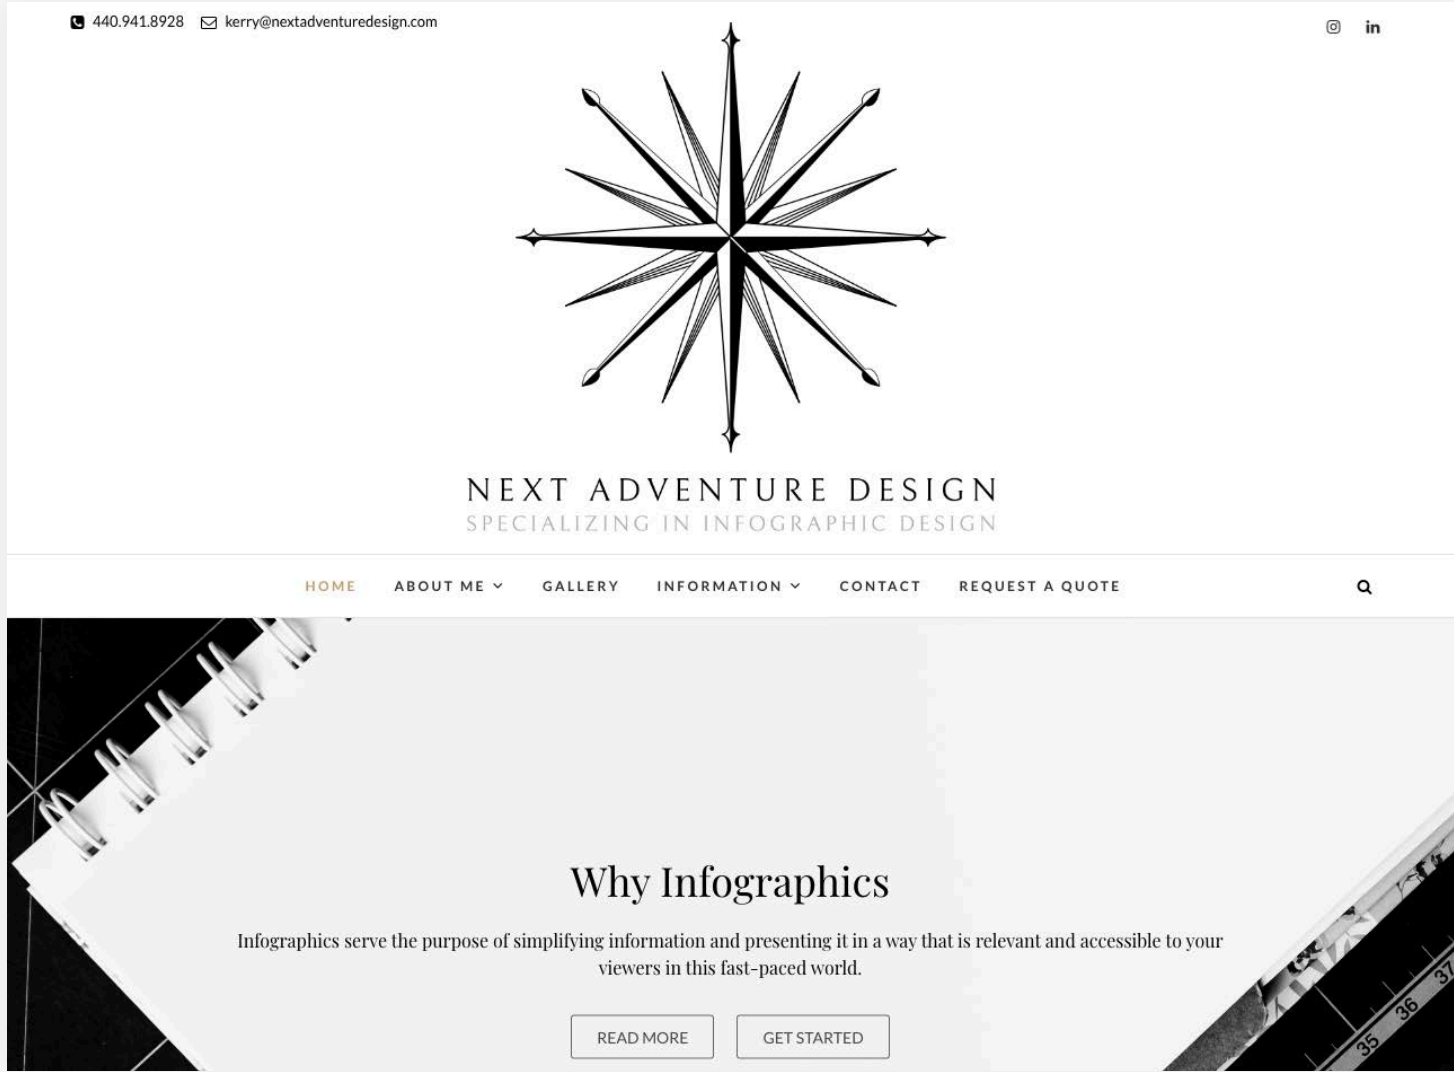 440.941.8928 kerry@nextadventuredesign.com
NEXT ADVENTURE DESIGN
SPECIALIZING IN INFOGRAPHIC DESIGN
HOME ABOUT ME GALLERY INFORMATION CONTACT REQUEST A QUOTE
Why Infographics
Infographics serve the purpose of simplifying information and presenting it in a way that is relevant and accessible to your
viewers in this fast-paced world.
READ MORE GET STARTED
35 36 37